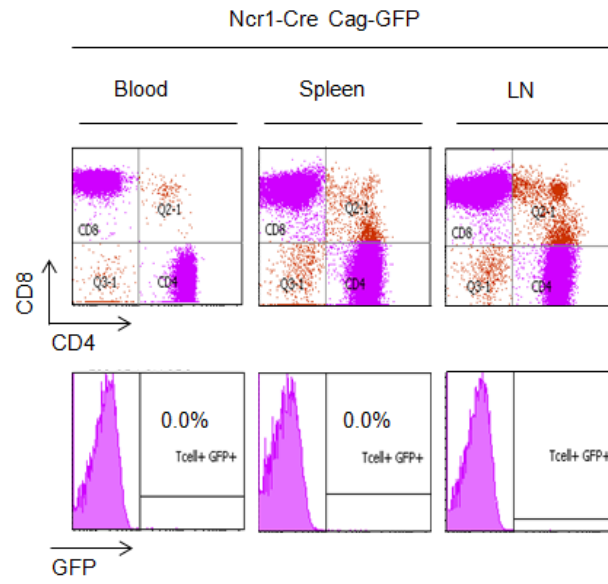 Ncr1-Cre Cag-GFP
Blood Spleen LN
CD8 Q2-1 Q3-1 CD4
CD8 Q2-1 Q3-1 CD4
CD8 Q2-1 Q3-1 CD4
CD8
CD4
0.0% 0.0%
Tcell+ GFP+ Tcell+ GFP+ Tcell+ GFP+
GFP